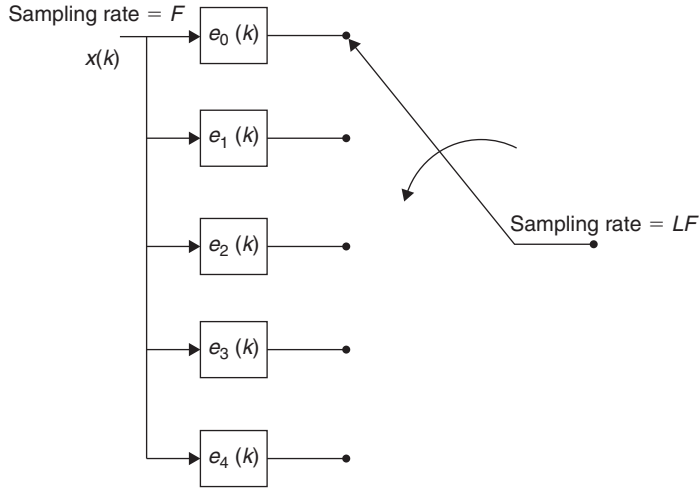 Sampling rate = F
x(k)
e₀ (k)
e₁ (k)
e₂ (k)
e₃ (k)
e₄ (k)
Sampling rate = LF